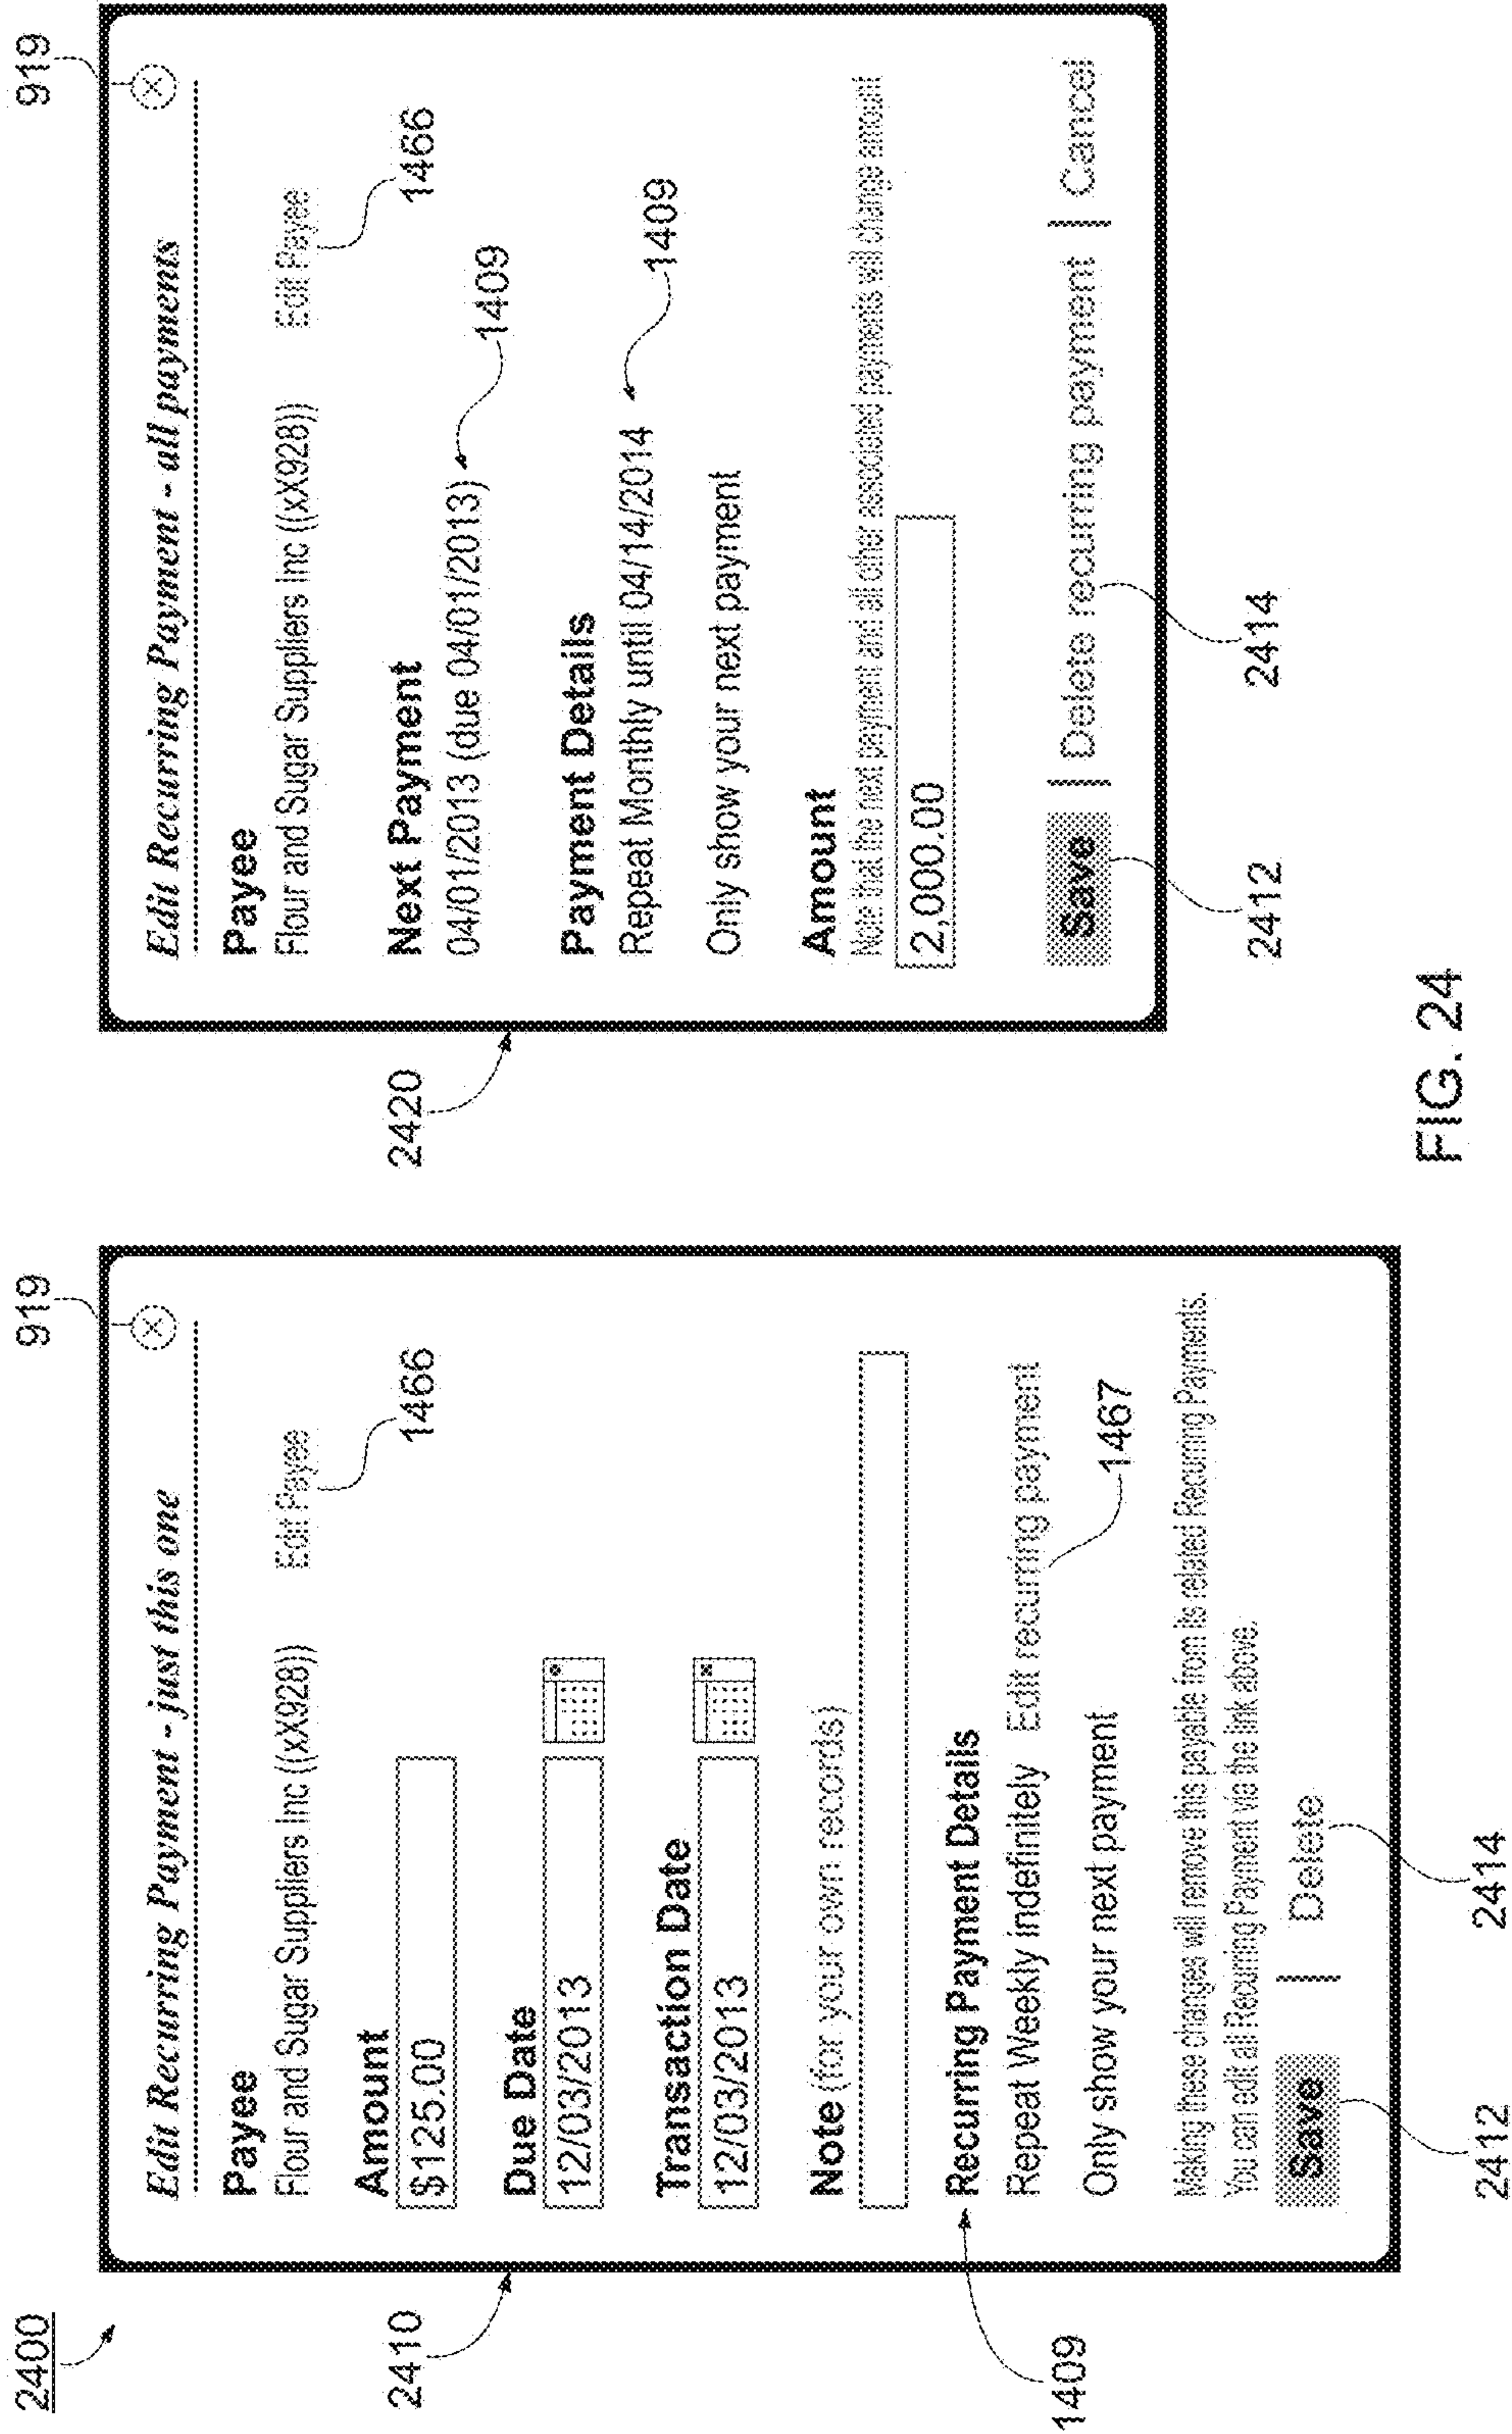 2400
919
Edit Recurring Payment - just this one
Payee
Flour and Sugar Suppliers Inc ((xX928)) Edit Payee
1466
2410
Amount
$125.00
Due Date
12/03/2013
Transaction Date
12/03/2013
Note (for your own records)
1409
Recurring Payment Details
Repeat Weekly indefinitely Edit recurring payment
1467
Only show your next payment
Making these changes will remove this payable from its related Recurring Payments.
You can edit all Recurring Payment via the link above.
Save | Delete
2412
2414
919
Edit Recurring Payment - all payments
Payee
Flour and Sugar Suppliers Inc ((xX928)) Edit Payee
1466
2420
Next Payment
04/01/2013 (due 04/01/2013)
1409
Payment Details
Repeat Monthly until 04/14/2014
1409
Only show your next payment
Amount
Note that the next payment and all other associated payments will change amount
2,000.00
Save | Delete recurring payment | Cancel
2412
2414
FIG. 24